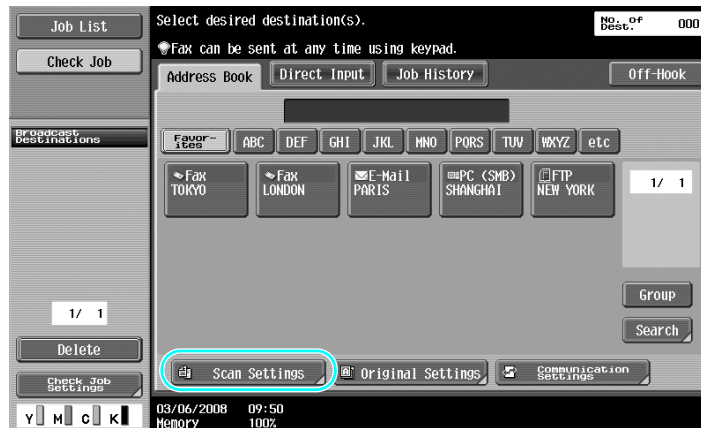 Job List
Check Job
Broadcast
Destinations
1/ 1
Delete
Check Job
Settings
Y M C K
Select desired destination(s).
No. of
Dest.
000
Fax can be sent at any time using keypad.
Address Book
Direct Input
Job History
Off-Hook
Favor-
ites
ABC
DEF
GHI
JKL
MNO
PQRS
TUV
WXYZ
etc
Fax
TOKYO
Fax
LONDON
E-Mail
PARIS
PC (SMB)
SHANGHAI
FTP
NEW YORK
1/ 1
Group
Search
Scan Settings
Original Settings
Communication
Settings
03/06/2008 09:50
Memory 100%